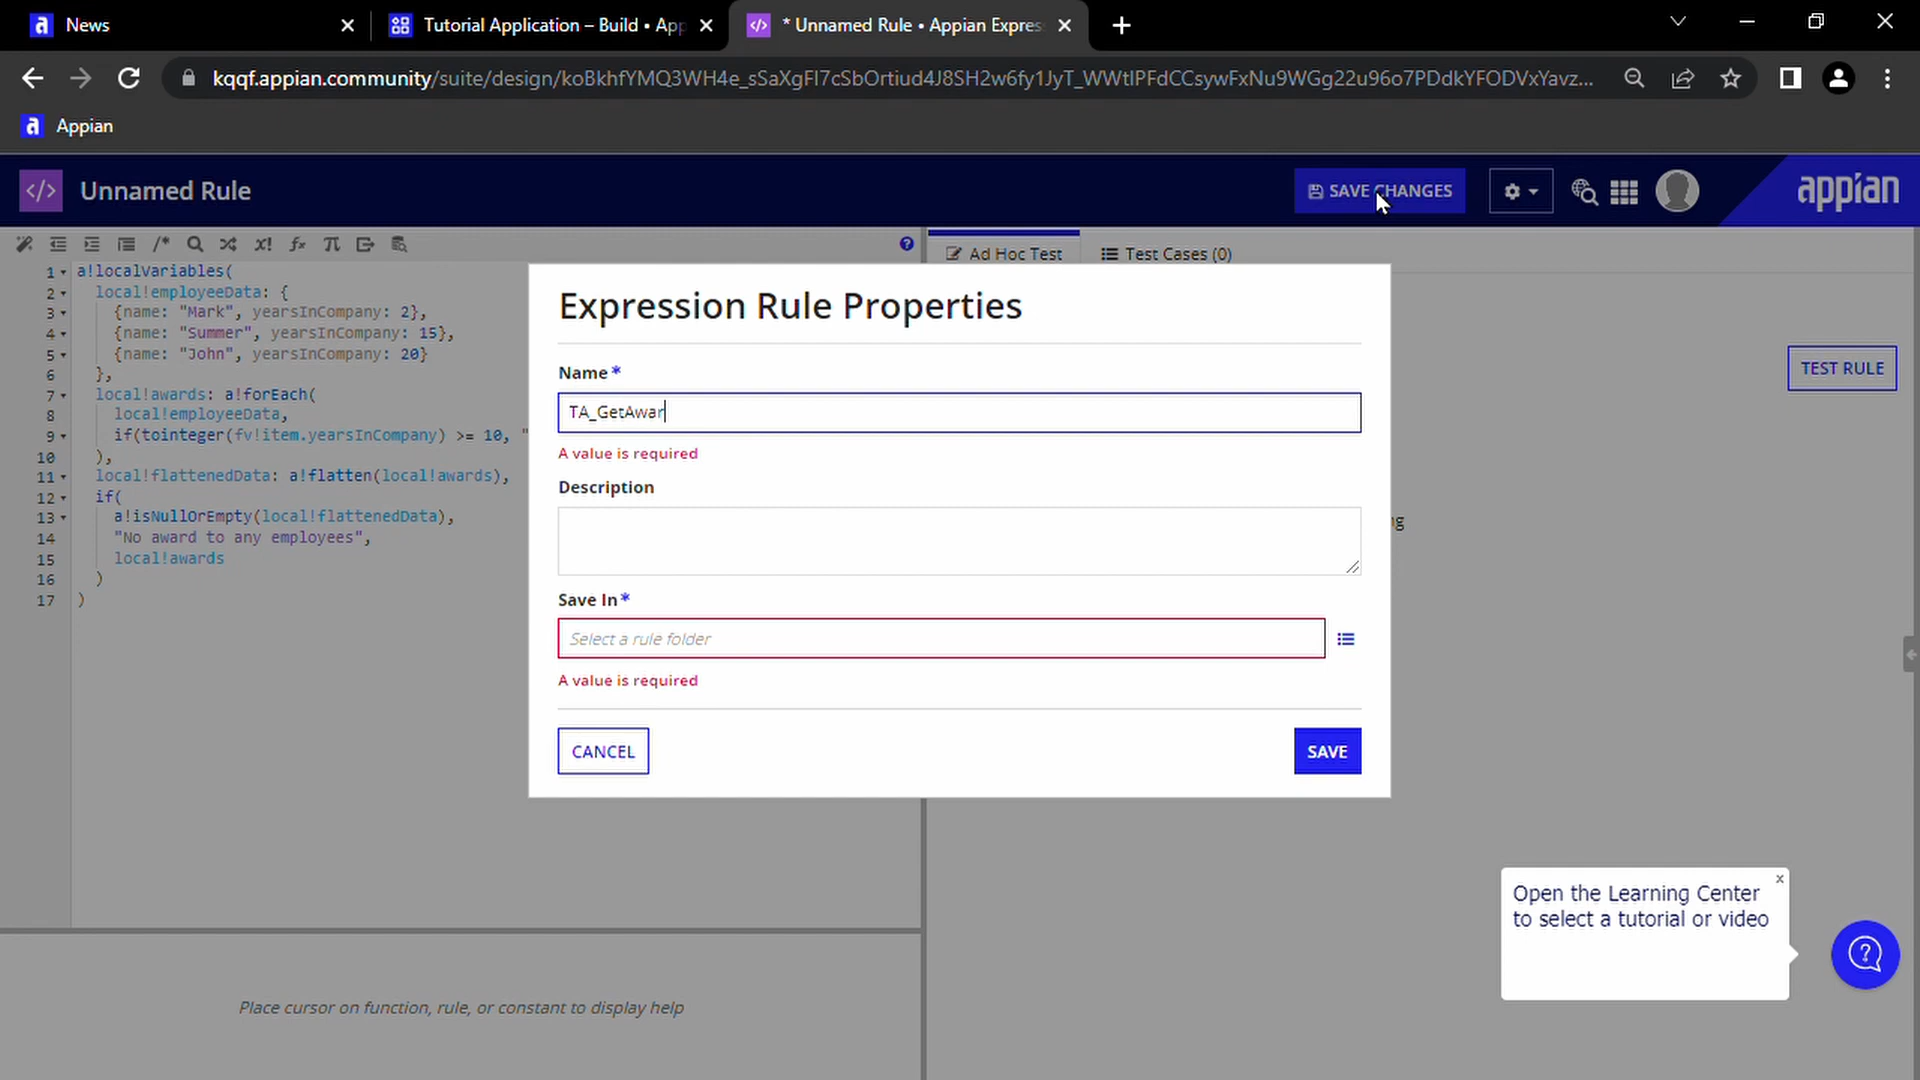 News
Tutorial Application – Build • App
* Unnamed Rule • Appian Expres
kqqf.appian.community/suite/design/koBkhfYMQ3WH4e_sSaXgFI7cSbOrtiud4J8SH2w6fy1JyT_WWtIPFdCCsywFxNu9WGg22u96o7PDdkYFODVxYavz...
Appian
Unnamed Rule
SAVE CHANGES
appian
Ad Hoc Test
Test Cases (0)
TEST RULE
1 a!localVariables(
2 local!employeeData: {
3 {name: "Mark", yearsInCompany: 2},
4 {name: "Summer", yearsInCompany: 15},
5 {name: "John", yearsInCompany: 20}
6 },
7 local!awards: a!forEach(
8 local!employeeData,
9 if(tointeger(fv!item.yearsInCompany) >= 10, "
10 ),
11 local!flattenedData: a!flatten(local!awards),
12 if(
13 a!isNullOrEmpty(local!flattenedData),
14 "No award to any employees",
15 local!awards
16 )
17 )
Expression Rule Properties
Name*
TA_GetAwar
A value is required
Description
Save In*
Select a rule folder
A value is required
CANCEL
SAVE
Open the Learning Center
to select a tutorial or video
Place cursor on function, rule, or constant to display help